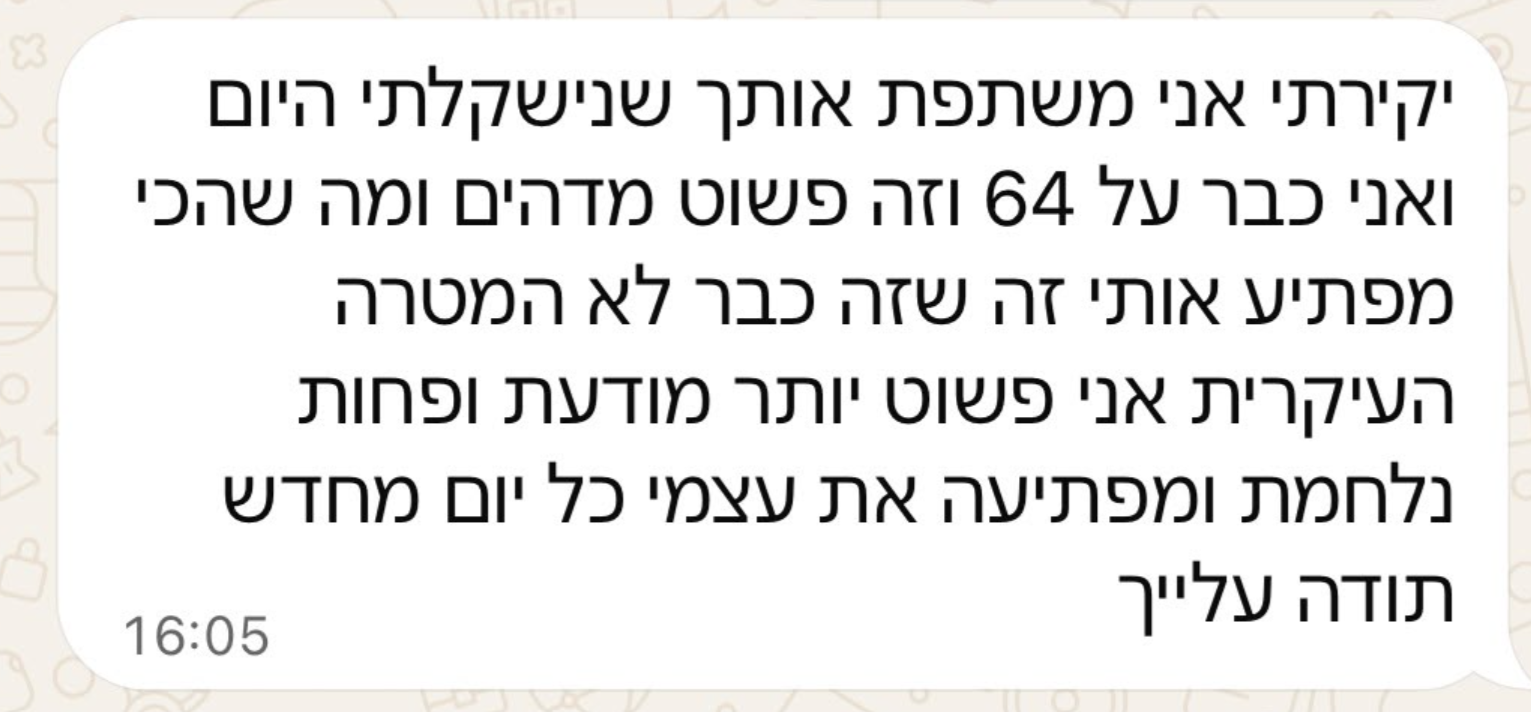 יקירתי אני משתפת אותך שנישקלתי היום
ואני כבר על 64 וזה פשוט מדהים ומה שהכי
מפתיע אותי זה שזה כבר לא המטרה
העיקרית אני פשוט יותר מודעת ופחות
נלחמת ומפתיעה את עצמי כל יום מחדש
תודה עלייך
16:05